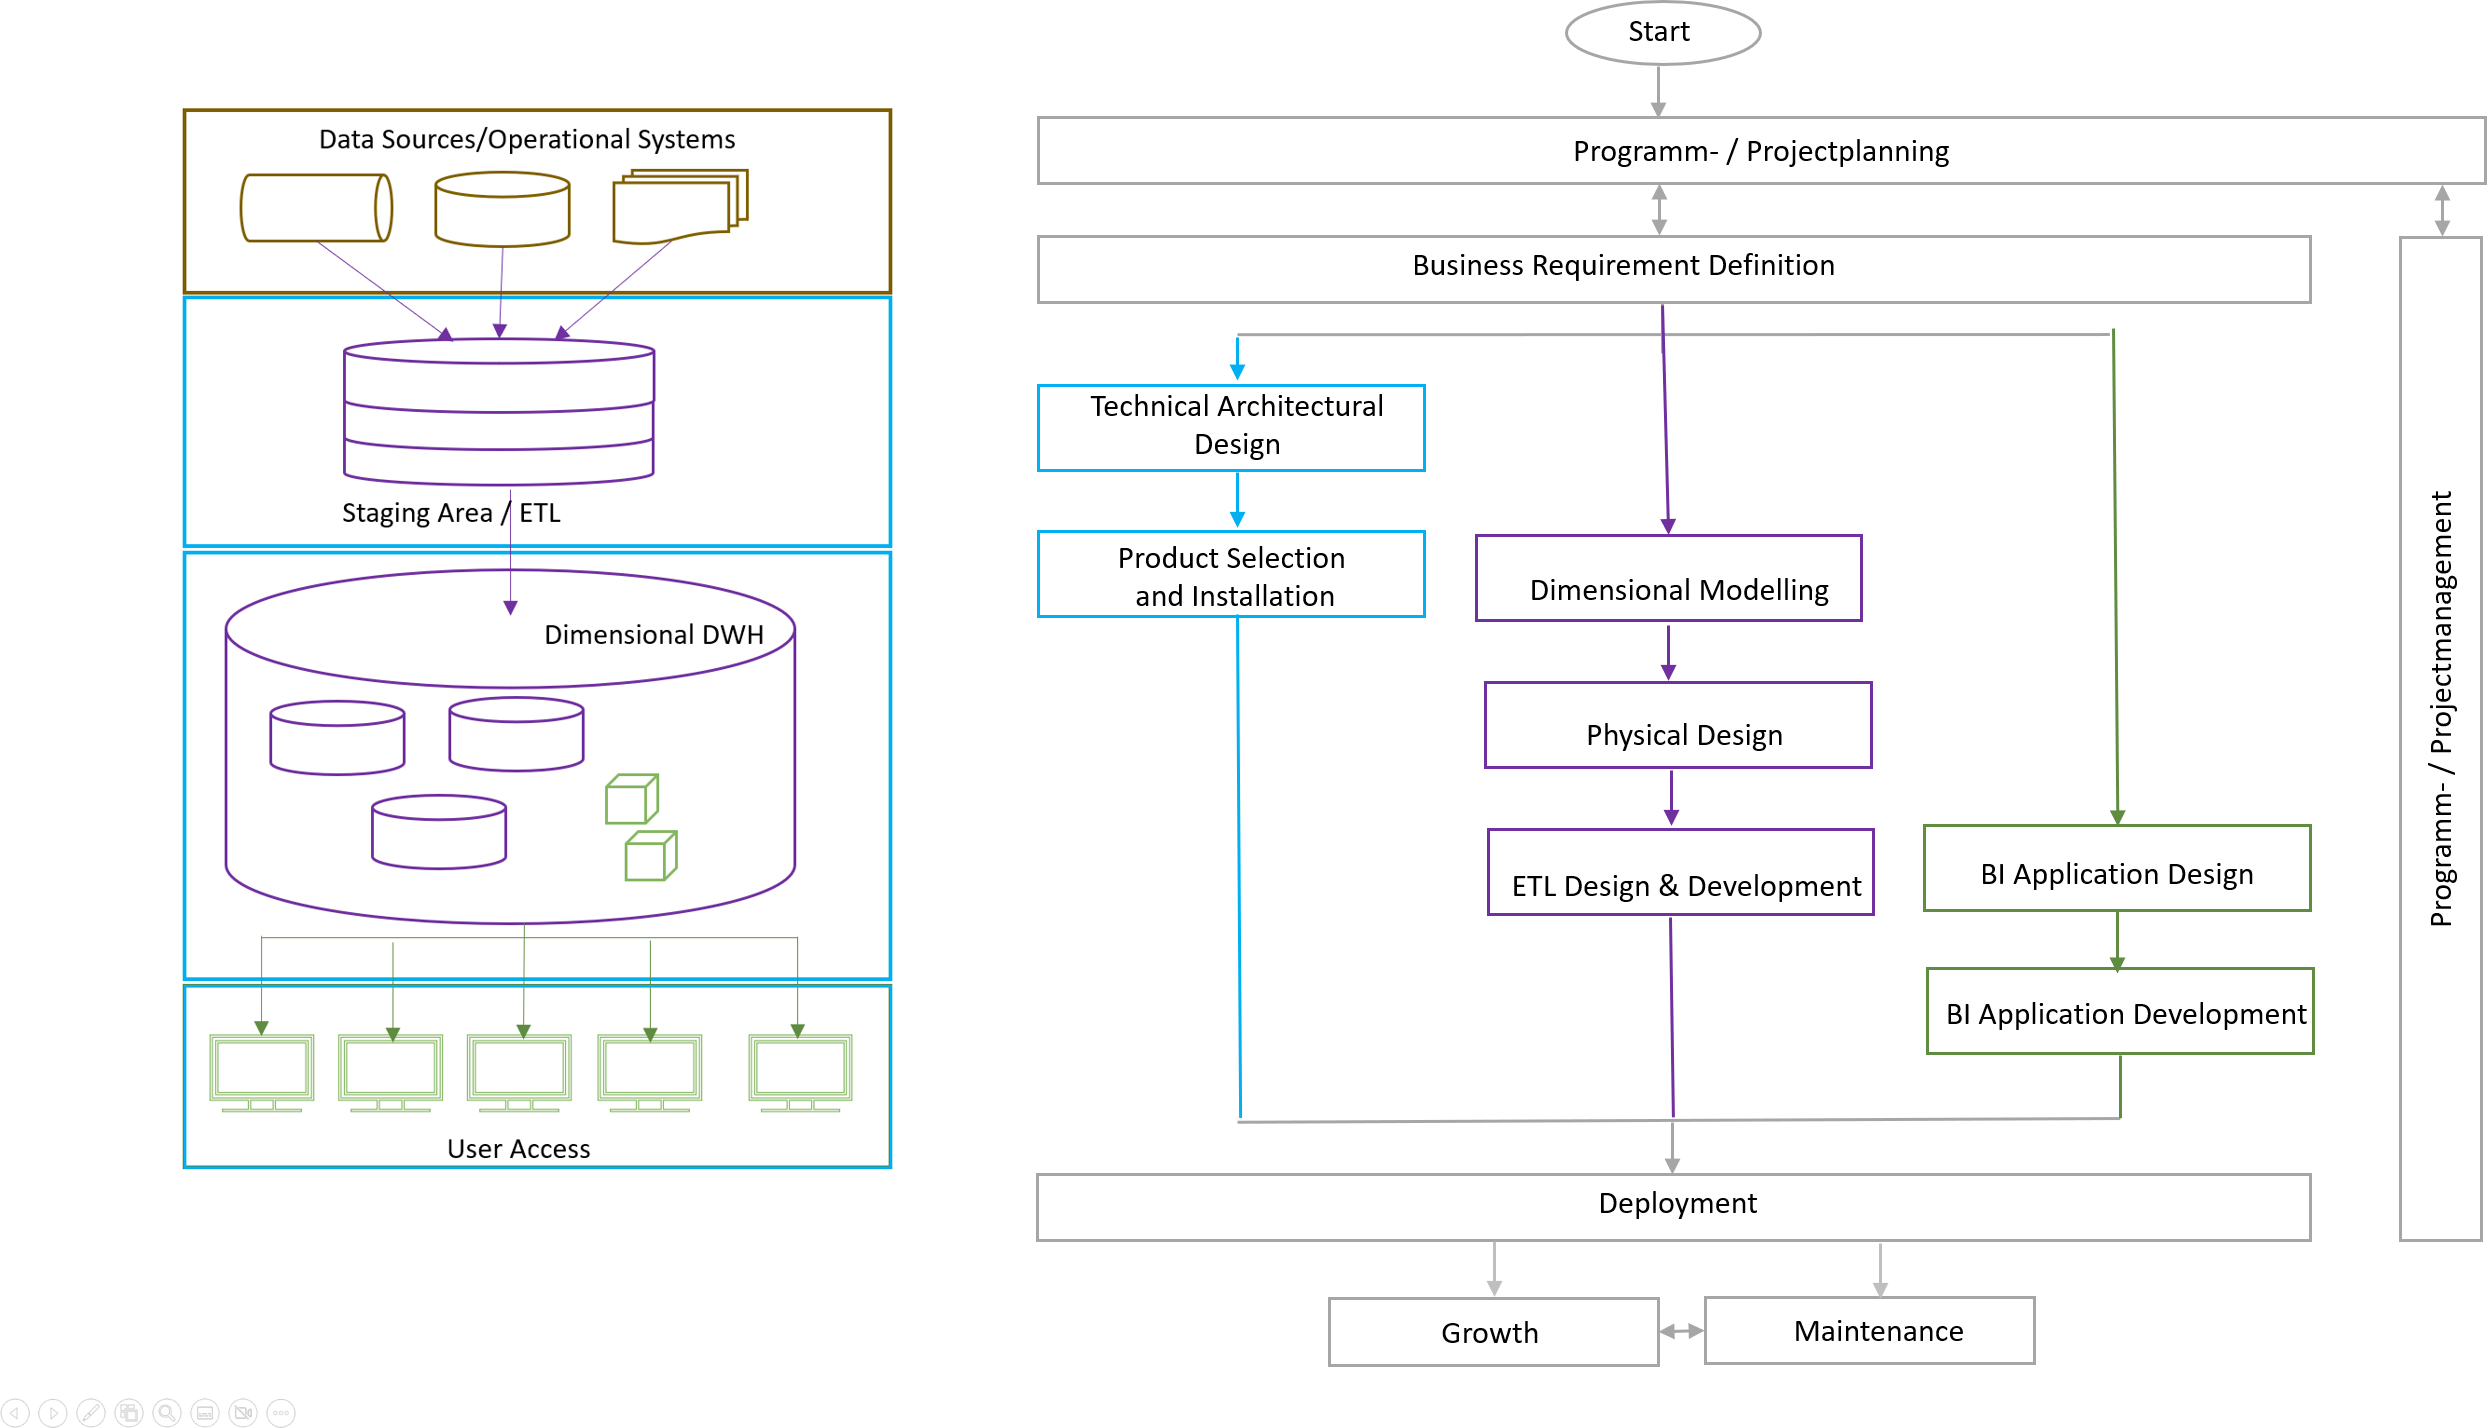 Data Sources/Operational Systems
Staging Area / ETL
Dimensional DWH
User Access
Start
Programm- / Projectplanning
Business Requirement Definition
Technical Architectural
Design
Product Selection
and Installation
Dimensional Modelling
Physical Design
ETL Design & Development
BI Application Design
BI Application Development
Programm- / Projectmanagement
Deployment
Growth
Maintenance